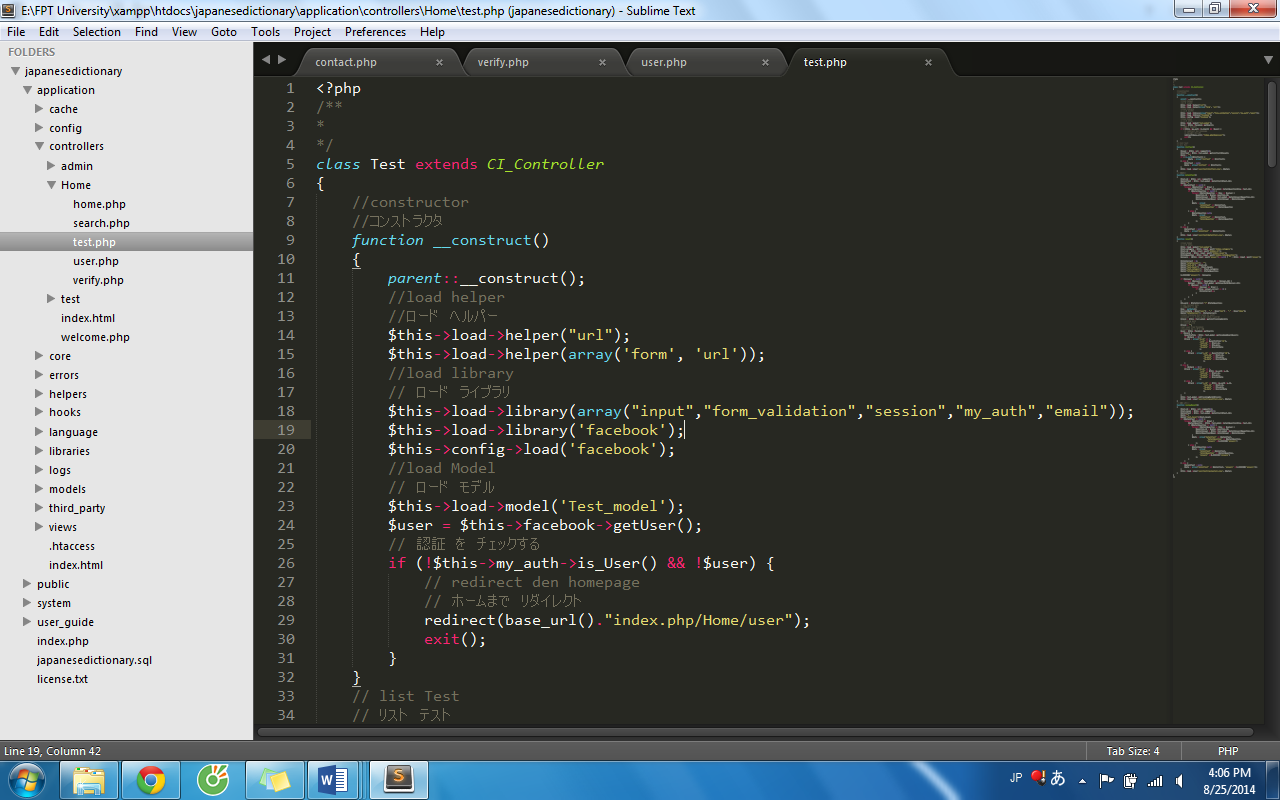 E:\FPT University\xampp\htdocs\japanesedictionary\application\controllers\Home\test.php (japanesedictionary) - Sublime Text
File Edit Selection Find View Goto Tools Project Preferences Help
FOLDERS
japanesedictionary
application
cache
config
controllers
admin
Home
home.php
search.php
test.php
user.php
verify.php
test
index.html
welcome.php
core
errors
helpers
hooks
language
libraries
logs
models
third_party
views
.htaccess
index.html
public
system
user_guide
index.php
japanesedictionary.sql
license.txt
contact.php × verify.php × user.php × test.php ×
1 <?php
2 /**
3 *
4 */
5 class Test extends CI_Controller
6 {
7 //constructor
8 //コンストラクタ
9 function __construct()
10 {
11 parent::__construct();
12 //load helper
13 //ロード ヘルパー
14 $this->load->helper("url");
15 $this->load->helper(array('form', 'url'));
16 //load library
17 // ロード ライブラリ
18 $this->load->library(array("input","form_validation","session","my_auth","email"));
19 $this->load->library('facebook');
20 $this->config->load('facebook');
21 //load Model
22 // ロード モデル
23 $this->load->model('Test_model');
24 $user = $this->facebook->getUser();
25 // 認証 を チェックする
26 if (!$this->my_auth->is_User() && !$user) {
27 // redirect den homepage
28 // ホームまで リダイレクト
29 redirect(base_url()."index.php/Home/user");
30 exit();
31 }
32 }
33 // list Test
34 // リスト テスト
Line 19, Column 42
Tab Size: 4
PHP
JP あ
4:06 PM
8/25/2014